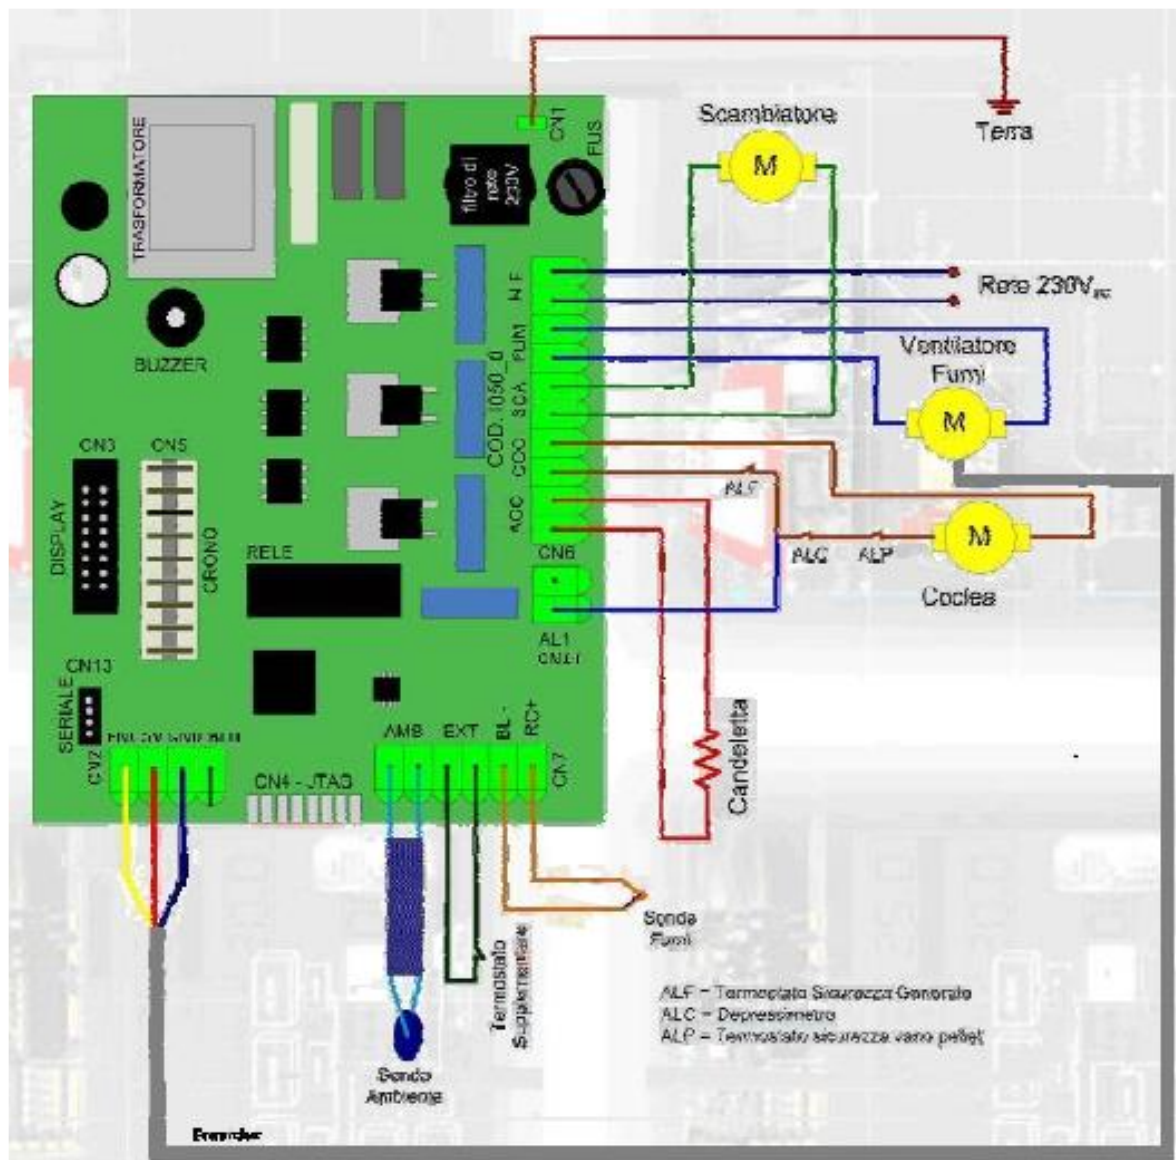 CN1
FUS
Scambiatore
M
Terra
TRASFORMATORE
filtro di
rete
230V
Rete 230V
N F
FUM
SCA
COC
ACC
COD. I050_0
BUZZER
Ventilatore
Fumi
M
CN3
CN5
DISPLAY
CRONO
RELE
CN6
ALF
ALC
ALP
M
Coclea
AL1
CN13
SERIALE
CN2
AMB
EXT
BL -
RC+
CN7
CN4 - JTAG
Candeletta
Sonda
Fumi
Termostato
Supplementare
Sonda
Ambiente
ALF = Termostato Sicurezza Generale
ALC = Depressimetro
ALP = Termostato sicurezza vano pellet
Encoder